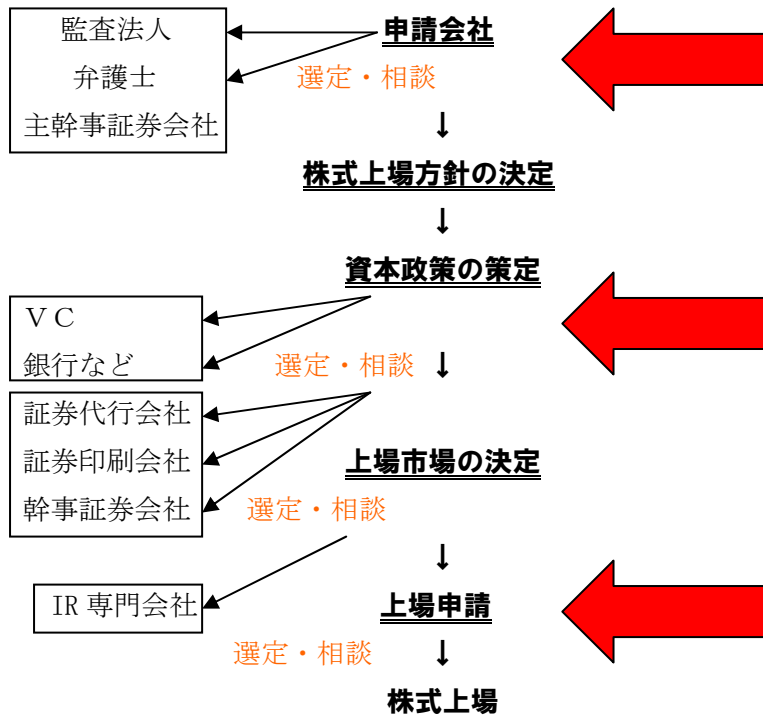 監査法人
弁護士
主幹事証券会社
申請会社
選定・相談
↓
株式上場方針の決定
↓
資本政策の策定
ＶＣ
銀行など
選定・相談 ↓
証券代行会社
証券印刷会社
幹事証券会社
上場市場の決定
選定・相談
↓
IR 専門会社
上場申請
選定・相談 ↓
株式上場